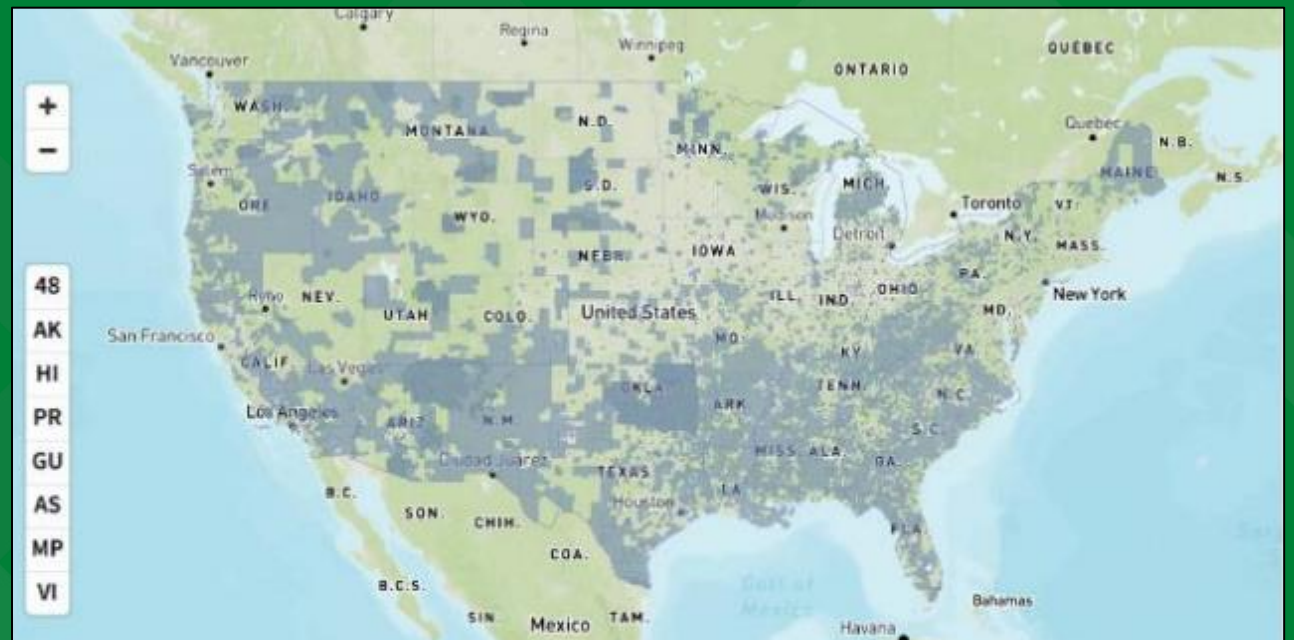 Calgary
Regina
Winnipeg
QUÉBEC
ONTARIO
Vancouver
+
WASH.
MONTANA
N.D.
Quebec
N.B.
−
MINN.
MAINE
N.S.
Salem
S.D.
WIS.
MICH.
ORE
IDAHO
WYO.
Madison
Toronto
VT.
Detroit
N.Y.
MASS.
NEBR.
IOWA
PA.
48
Reno
NEV.
UTAH
COLO.
United States
ILL.
IND.
OHIO
New York
MD.
AK
San Francisco
MO.
KY.
VA.
CALIF
Las Vegas
HI
OKLA
TENN.
N.C.
PR
Los Angeles
ARIZ
N.M.
ARK
S.C.
MISS.
ALA.
GA.
GU
Ciudad Juárez
TEXAS
B.C.
Houston
LA
AS
SON.
CHIH.
FLA.
MP
COA.
VI
B.C.S.
Gulf of
Mexico
Bahamas
SIN.
Mexico
TAM.
Havana